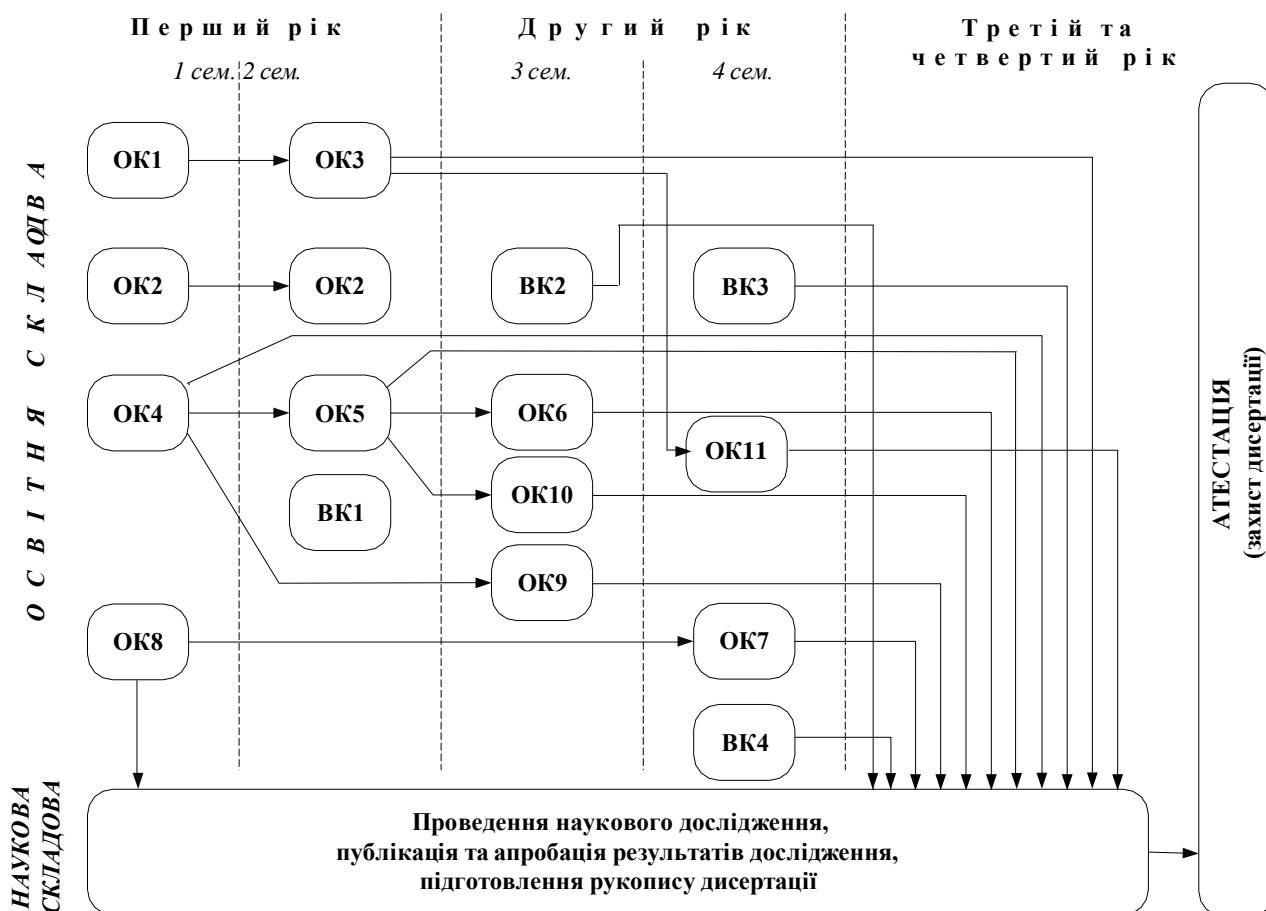 Перший рік
Другий рік
Третій та
четвертий рік
1 сем.
2 сем.
3 сем.
4 сем.
ОСВІТНЯ СКЛАОДВА
ОК1
ОК3
ОК2
ОК2
ВК2
ВК3
ОК4
ОК5
ОК6
ОК11
ОК10
ВК1
ОК9
ОК8
ОК7
ВК4
АТЕСТАЦІЯ
(захист дисертації)
НАУКОВА
СКЛАДОВА
Проведення наукового дослідження,
публікація та апробація результатів дослідження,
підготовлення рукопису дисертації